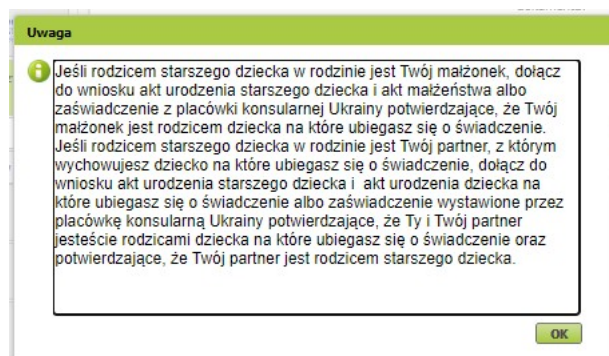 Uwaga
Jeśli rodzicem starszego dziecka w rodzinie jest Twój małżonek, dołącz
do wniosku akt urodzenia starszego dziecka i akt małżeństwa albo
zaświadczenie z placówki konsularnej Ukrainy potwierdzające, że Twój
małżonek jest rodzicem dziecka na które ubiegasz się o świadczenie.
Jeśli rodzicem starszego dziecka w rodzinie jest Twój partner, z którym
wychowujesz dziecko na które ubiegasz się o świadczenie, dołącz do
wniosku akt urodzenia starszego dziecka i akt urodzenia dziecka na
które ubiegasz się o świadczenie albo zaświadczenie wystawione przez
placówkę konsularną Ukrainy potwierdzające, że Ty i Twój partner
jesteście rodzicami dziecka na które ubiegasz się o świadczenie oraz
potwierdzające, że Twój partner jest rodzicem starszego dziecka.
OK